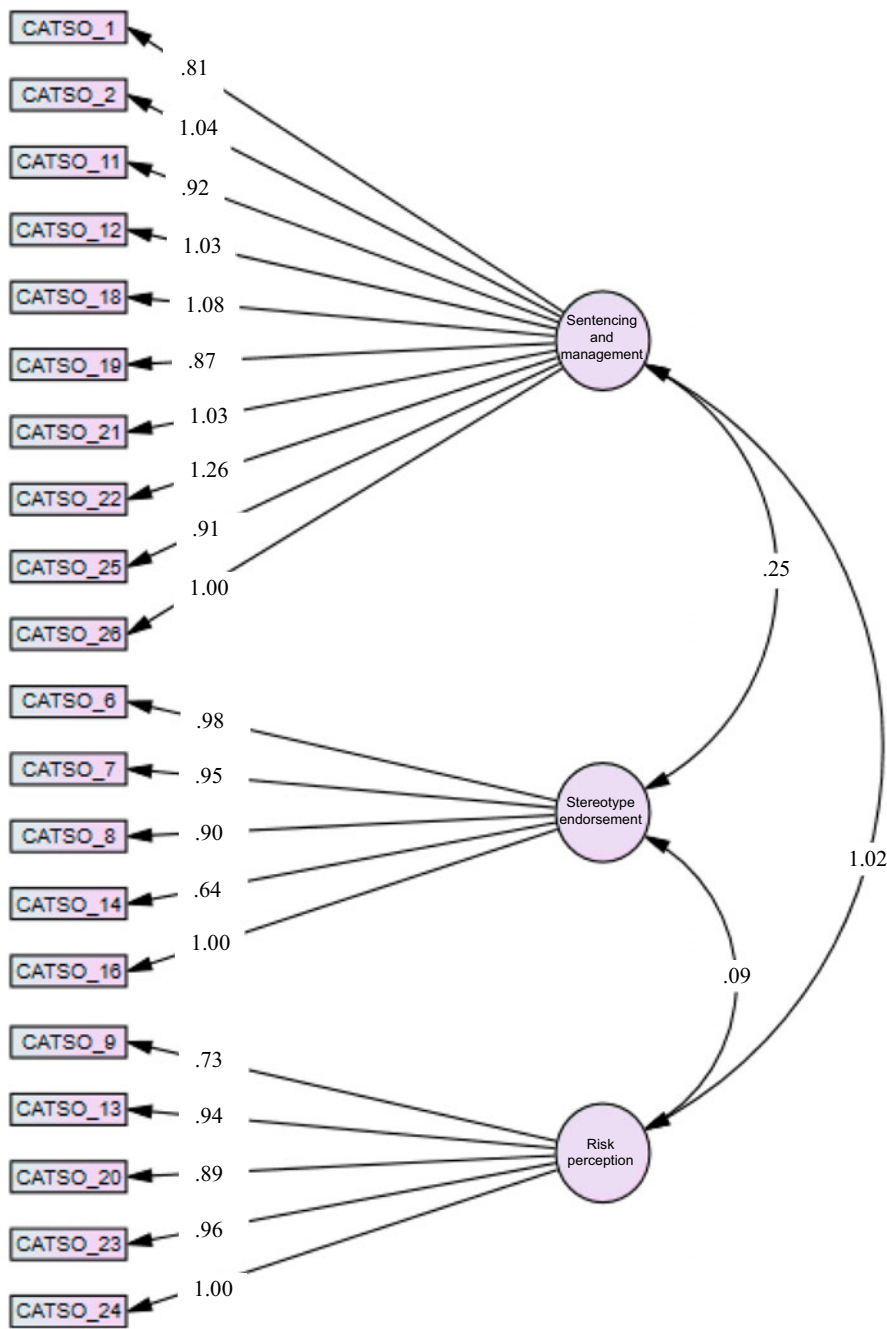 CATSO_1
.81
CATSO_2
1.04
CATSO_11
.92
CATSO_12
1.03
CATSO_18
1.08
CATSO_19
.87
CATSO_21
1.03
CATSO_22
1.26
CATSO_25
.91
CATSO_26
1.00
Sentencing
and
management
.25
CATSO_6
.98
CATSO_7
.95
CATSO_8
.90
CATSO_14
.64
CATSO_16
1.00
Stereotype
endorsement
1.02
.09
CATSO_9
.73
CATSO_13
.94
CATSO_20
.89
CATSO_23
.96
CATSO_24
1.00
Risk
perception